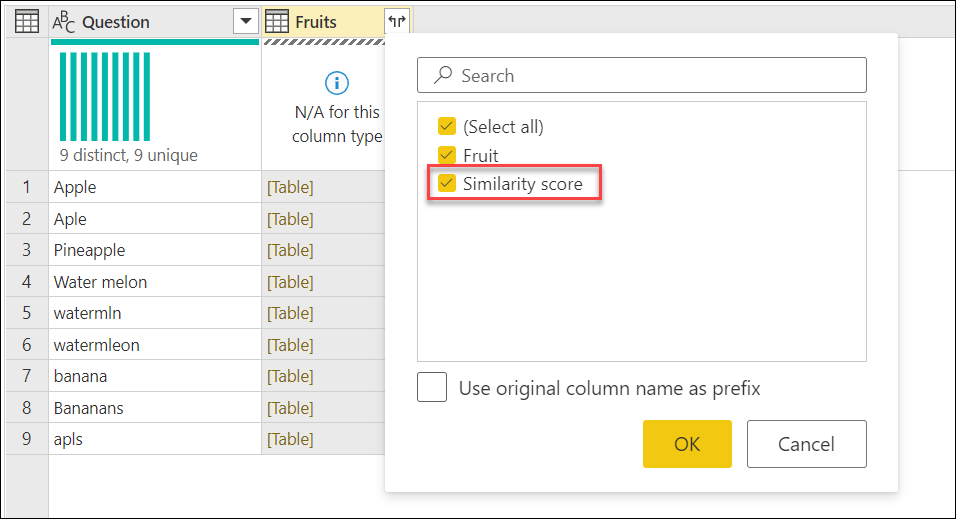 ABC Question
Fruits
Search
(Select all)
Fruit
Similarity score
Use original column name as prefix
OK
Cancel
N/A for this
column type
9 distinct, 9 unique
1 Apple [Table]
2 Aple [Table]
3 Pineapple [Table]
4 Water melon [Table]
5 watermln [Table]
6 watermleon [Table]
7 banana [Table]
8 Bananans [Table]
9 apls [Table]